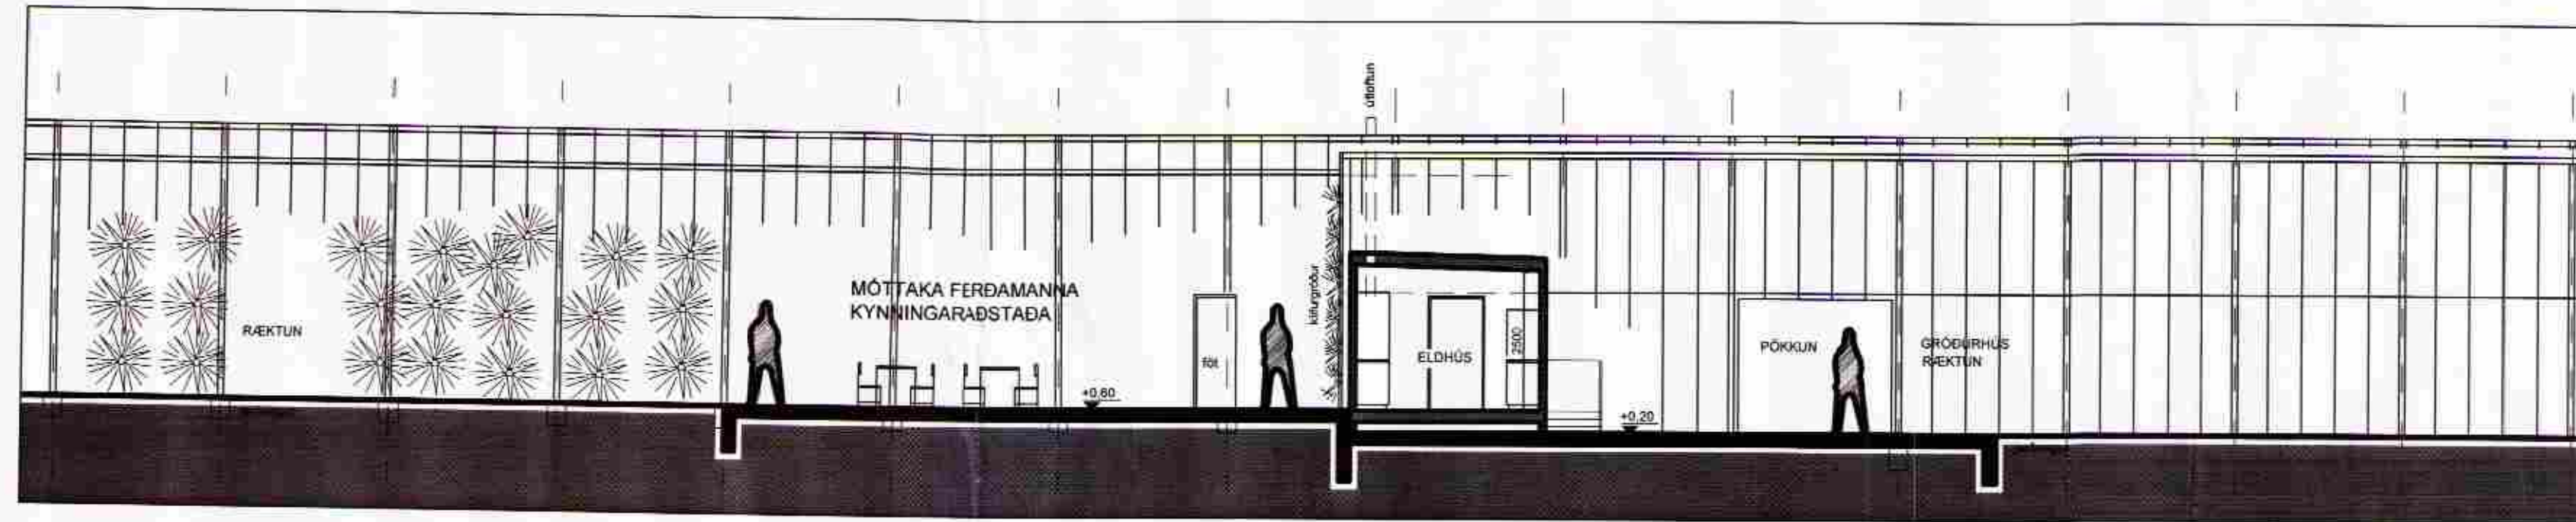 útloftun
MÓTTAKA FERÐAMANNA
KYNNINGARAÐSTAÐA
RÆKTUN
klifurgróður
föt
ELDHÚS
2500
PÖKKUN
GRÓÐURHÚS
RÆKTUN
+0,60
+0,20